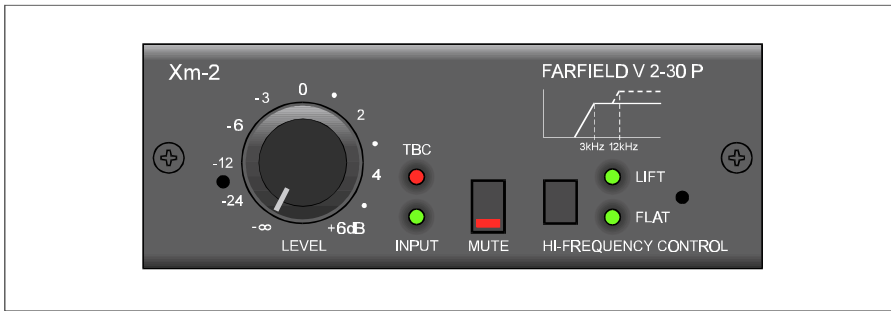 Xm-2
FARFIELD V 2-30 P
0
-3
2
-6
-12
4
-24
-∞
+6dB
LEVEL
TBC
INPUT
MUTE
3kHz 12kHz
LIFT
FLAT
HI-FREQUENCY CONTROL